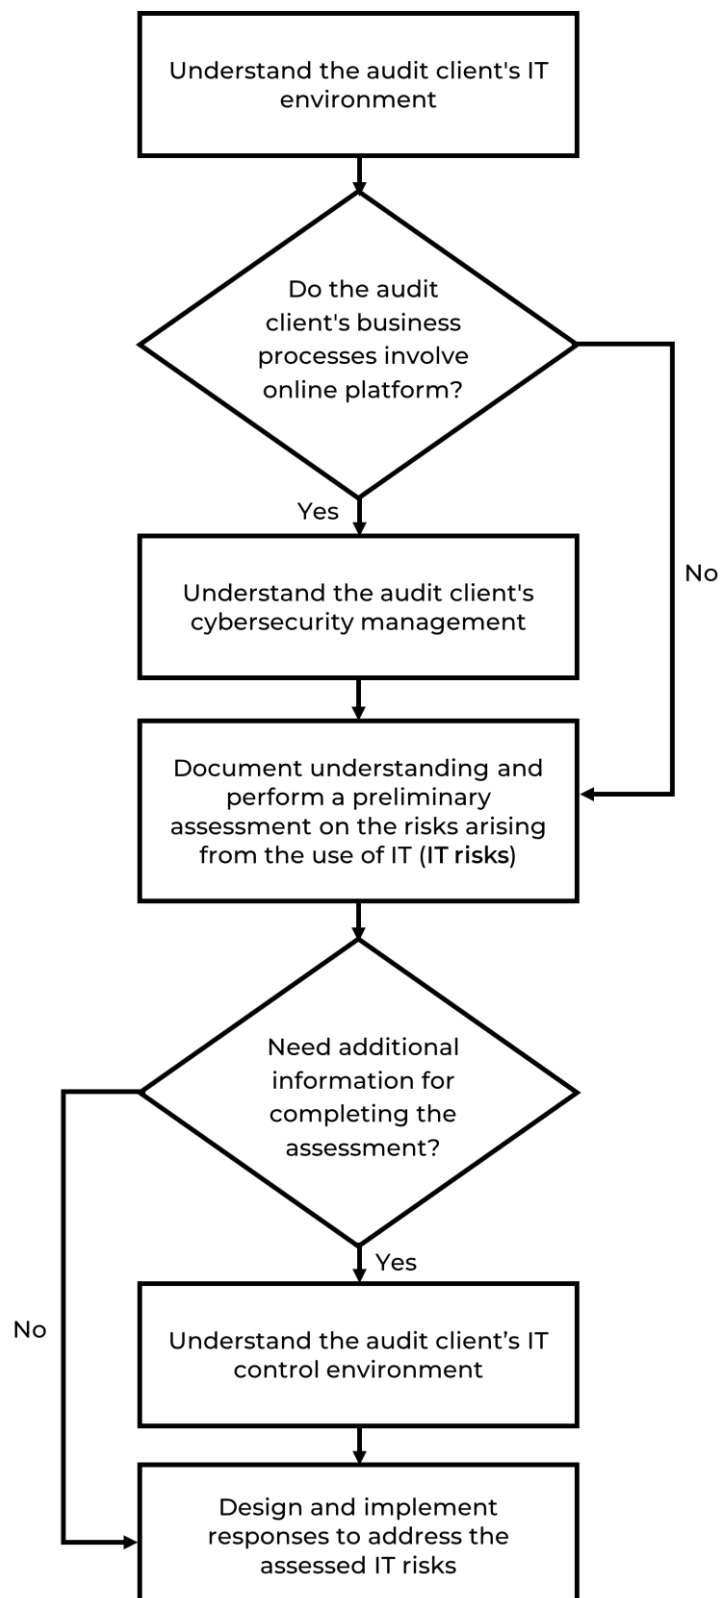 Understand the audit client's IT
environment
Do the audit
client's business
processes involve
online platform?
Yes
No
Understand the audit client's
cybersecurity management
Document understanding and
perform a preliminary
assessment on the risks arising
from the use of IT (IT risks)
Need additional
information for
completing the
assessment?
Yes
No
Understand the audit client’s IT
control environment
Design and implement
responses to address the
assessed IT risks